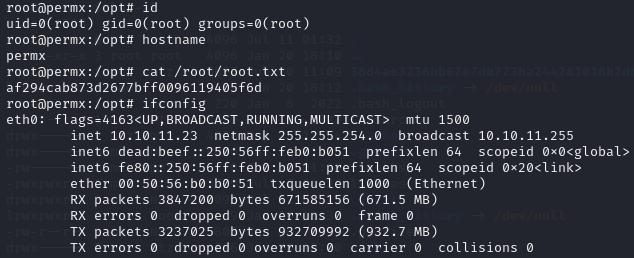 root@permx:/opt# id
uid=0(root) gid=0(root) groups=0(root)
root@permx:/opt# hostname
permx
root@permx:/opt# cat /root/root.txt
af294cab873d2677bff0096119405f6d
root@permx:/opt# ifconfig
eth0: flags=4163<UP,BROADCAST,RUNNING,MULTICAST>  mtu 1500
        inet 10.10.11.23  netmask 255.255.254.0  broadcast 10.10.11.255
        inet6 dead:beef::250:56ff:feb0:b051  prefixlen 64  scopeid 0×0<global>
        inet6 fe80::250:56ff:feb0:b051  prefixlen 64  scopeid 0×20<link>
        ether 00:50:56:b0:b0:51  txqueuelen 1000  (Ethernet)
        RX packets 3847200  bytes 671585156 (671.5 MB)
        RX errors 0  dropped 0  overruns 0  frame 0
        TX packets 3237025  bytes 932709992 (932.7 MB)
        TX errors 0  dropped 0 overruns 0  carrier 0  collisions 0